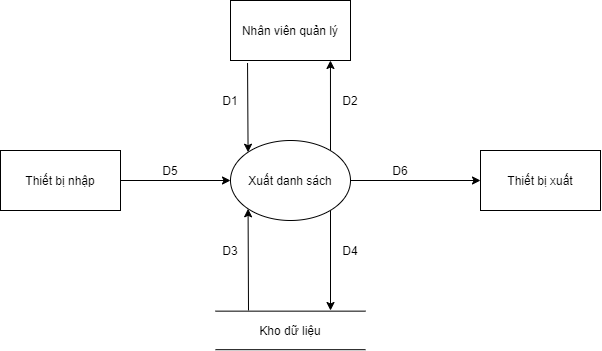 Nhân viên quản lý
D1
D2
Thiết bị nhập
D5
Xuất danh sách
D6
Thiết bị xuất
D3
D4
Kho dữ liệu